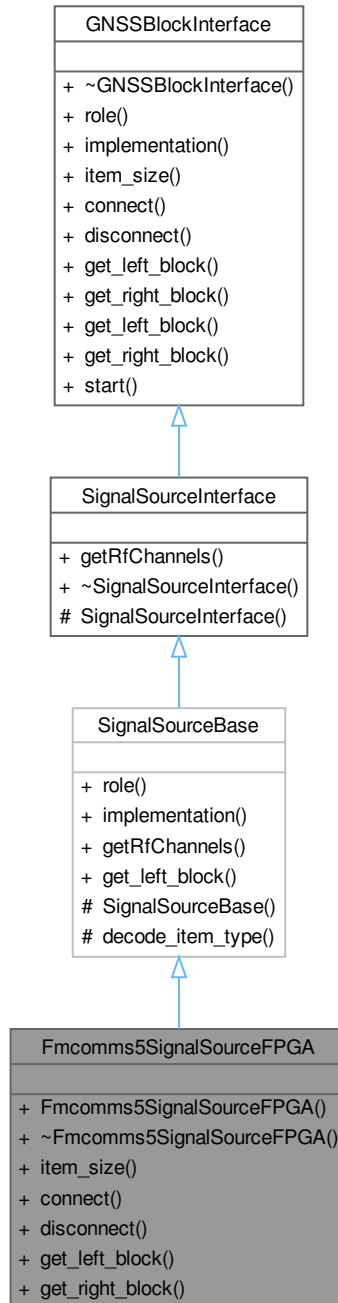 GNSSBlockInterface
+ ~GNSSBlockInterface()
+ role()
+ implementation()
+ item_size()
+ connect()
+ disconnect()
+ get_left_block()
+ get_right_block()
+ get_left_block()
+ get_right_block()
+ start()
SignalSourceInterface
+ getRfChannels()
+ ~SignalSourceInterface()
# SignalSourceInterface()
SignalSourceBase
+ role()
+ implementation()
+ getRfChannels()
+ get_left_block()
# SignalSourceBase()
# decode_item_type()
Fmcomms5SignalSourceFPGA
+ Fmcomms5SignalSourceFPGA()
+ ~Fmcomms5SignalSourceFPGA()
+ item_size()
+ connect()
+ disconnect()
+ get_left_block()
+ get_right_block()